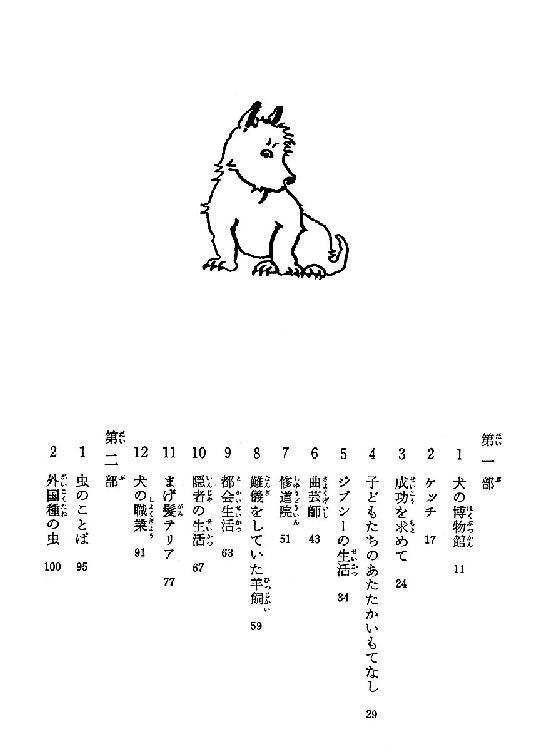 第一部
1 犬の博物館 11
2 ケッチ 17
3 成功を求めて 24
4 子どもたちのあたたかいもてなし 29
5 ジプシーの生活 34
6 曲芸師 43
7 修道院 51
8 難儀をしていた羊飼 59
9 都会生活 63
10 隠者の生活 67
11 まげ髪テリア 77
12 犬の職業 91
第二部
1 虫のことば 95
2 外国種の虫 100